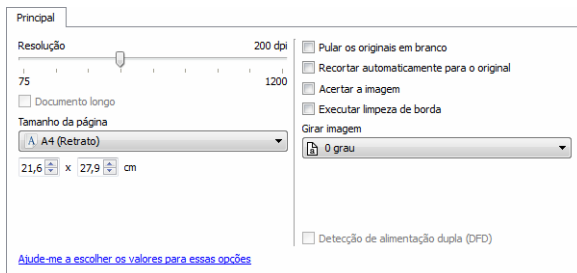 Principal
Resolução 200 dpi
75 1200
Documento longo
Tamanho da página
A A4 (Retrato)
21,6 x 27,9 cm
Ajude-me a escolher os valores para essas opções
Pular os originais em branco
Recortar automaticamente para o original
Acertar a imagem
Executar limpeza de borda
Girar imagem
0 grau
Detecção de alimentação dupla (DFD)